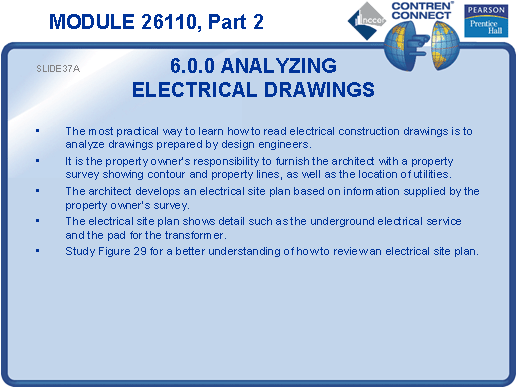 MODULE 26110, Part 2
nccer
CONTREN®
CONNECT
PEARSON
Prentice
Hall
SLIDE 37A
6.0.0 ANALYZING
ELECTRICAL DRAWINGS
• The most practical way to learn how to read electrical construction drawings is to
analyze drawings prepared by design engineers.
• It is the property owner's responsibility to furnish the architect with a property
survey showing contour and property lines, as well as the location of utilities.
• The architect develops an electrical site plan based on information supplied by the
property owner's survey.
• The electrical site plan shows detail such as the underground electrical service
and the pad for the transformer.
• Study Figure 29 for a better understanding of how to review an electrical site plan.